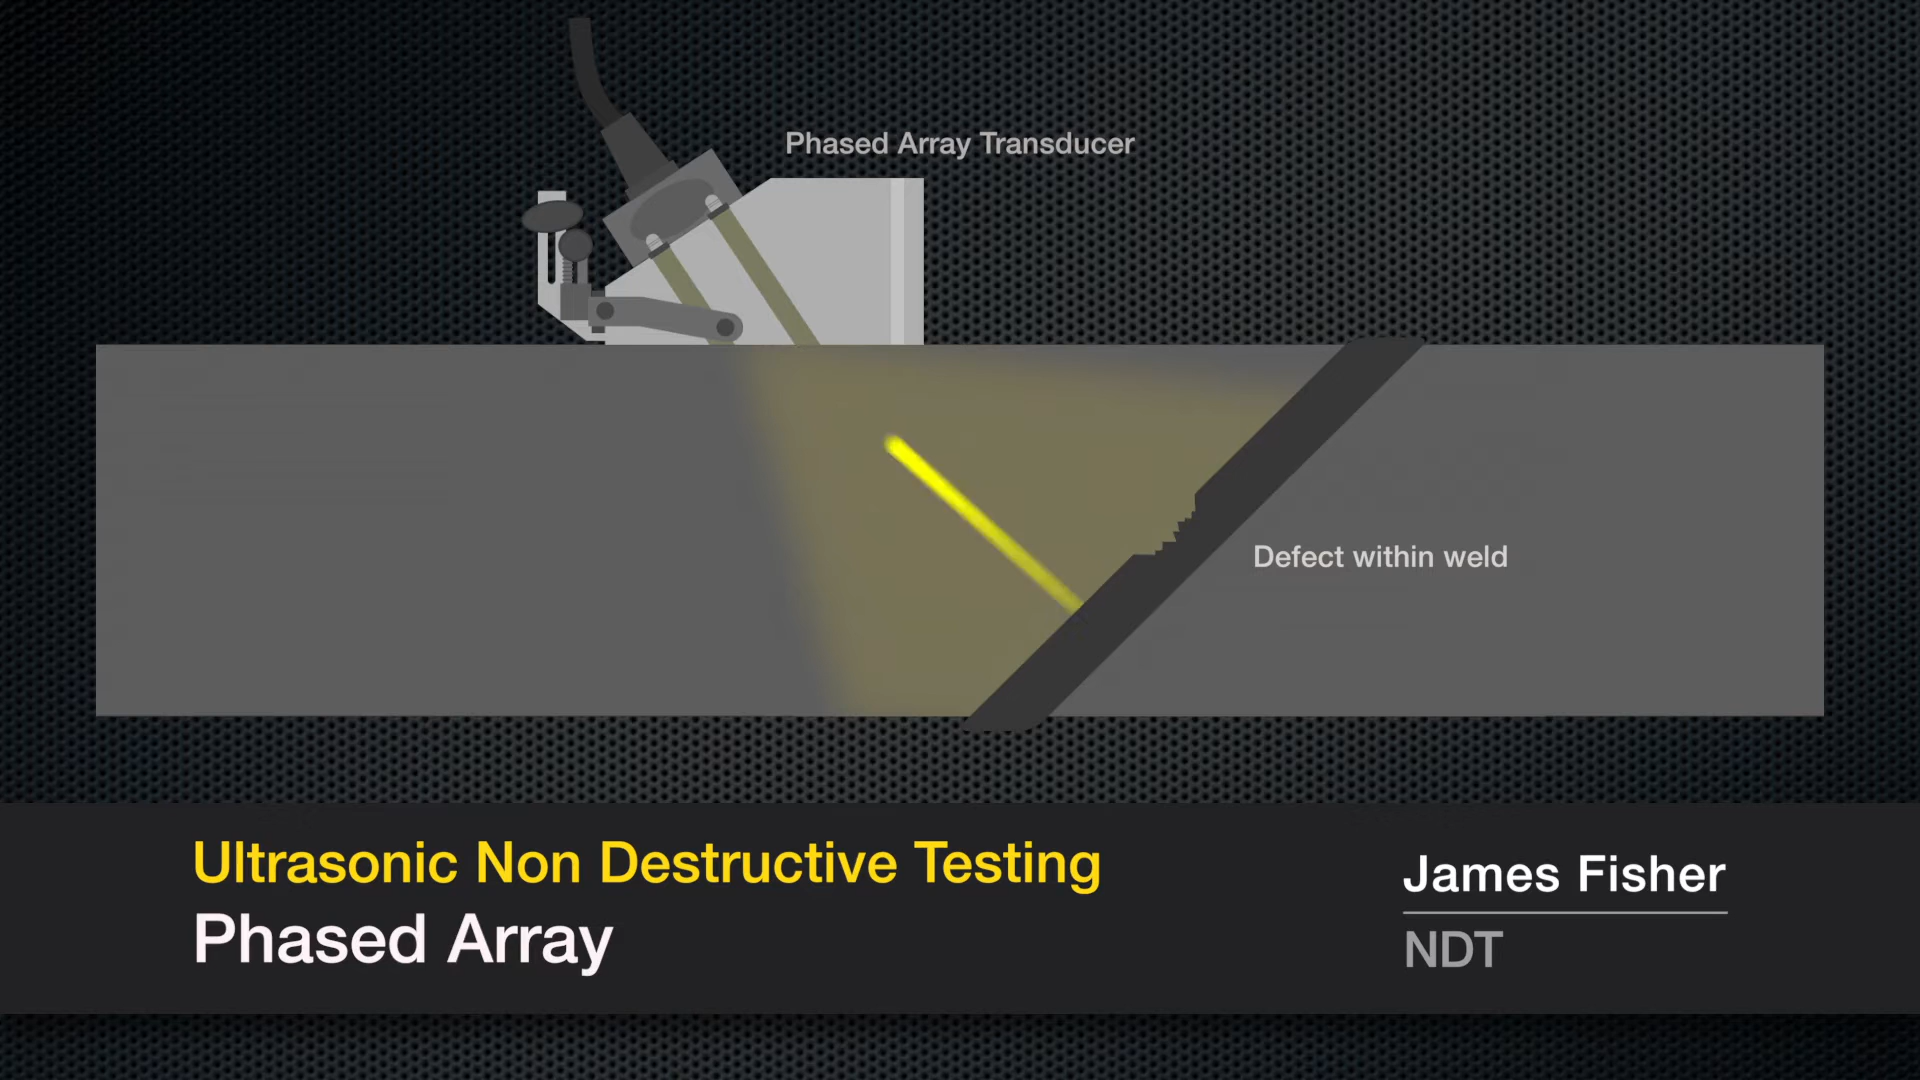 Phased Array Transducer
Defect within weld
Ultrasonic Non Destructive Testing
Phased Array
James Fisher
NDT